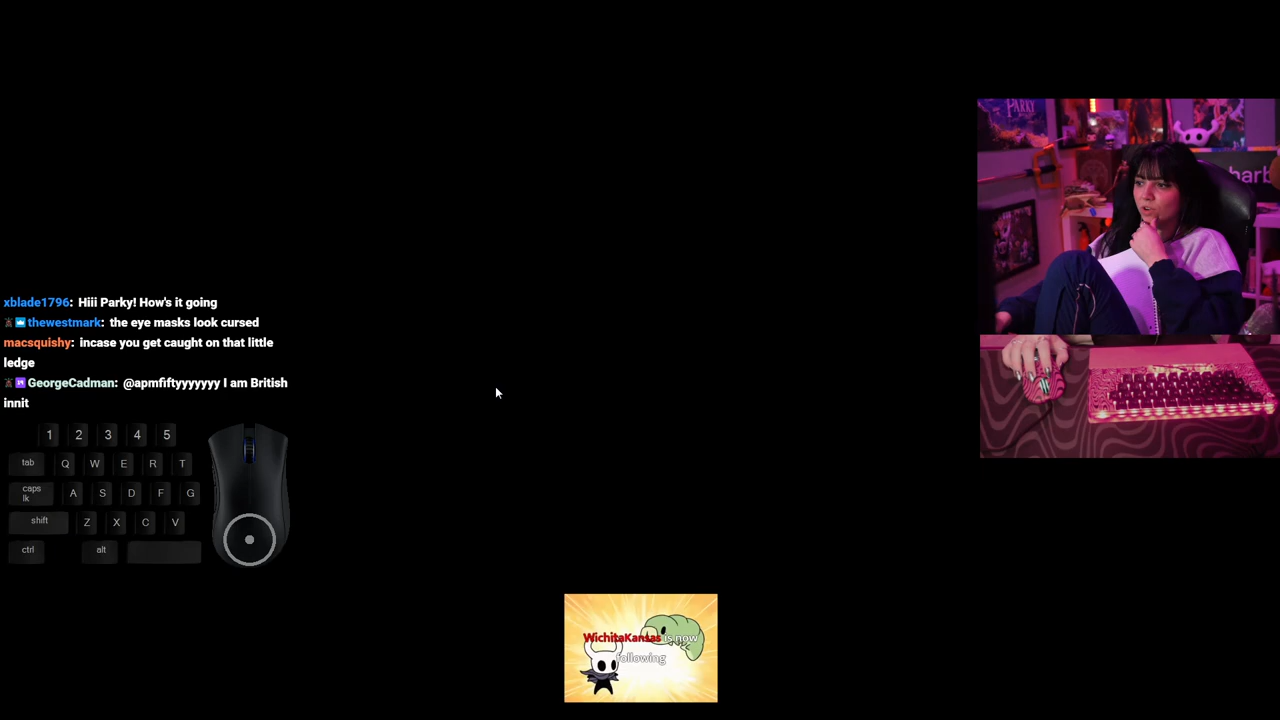 PARKY
harb
xblade1796: Hiii Parky! How's it going
thewestmark: the eye masks look cursed
macsquishy: incase you get caught on that little
ledge
GeorgeCadman: @apmfiftyyyyyyy I am British
innit
1 2 3 4 5
tab Q W E R T
caps
lk
A S D F G
shift Z X C V
ctrl alt
WichitaKansas is now
following